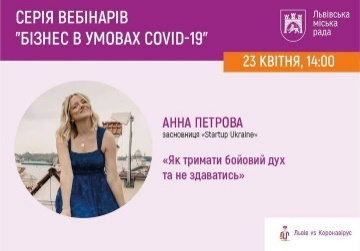 СЕРІЯ ВЕБІНАРІВ
"БІЗНЕС В УМОВАХ COVID-19"
Львівська
міська
рада
23 КВІТНЯ, 14:00
АННА ПЕТРОВА
засновниця «Startup Ukraine»
«Як тримати бойовий дух
та не здаватись»
Львів vs Коронавірус